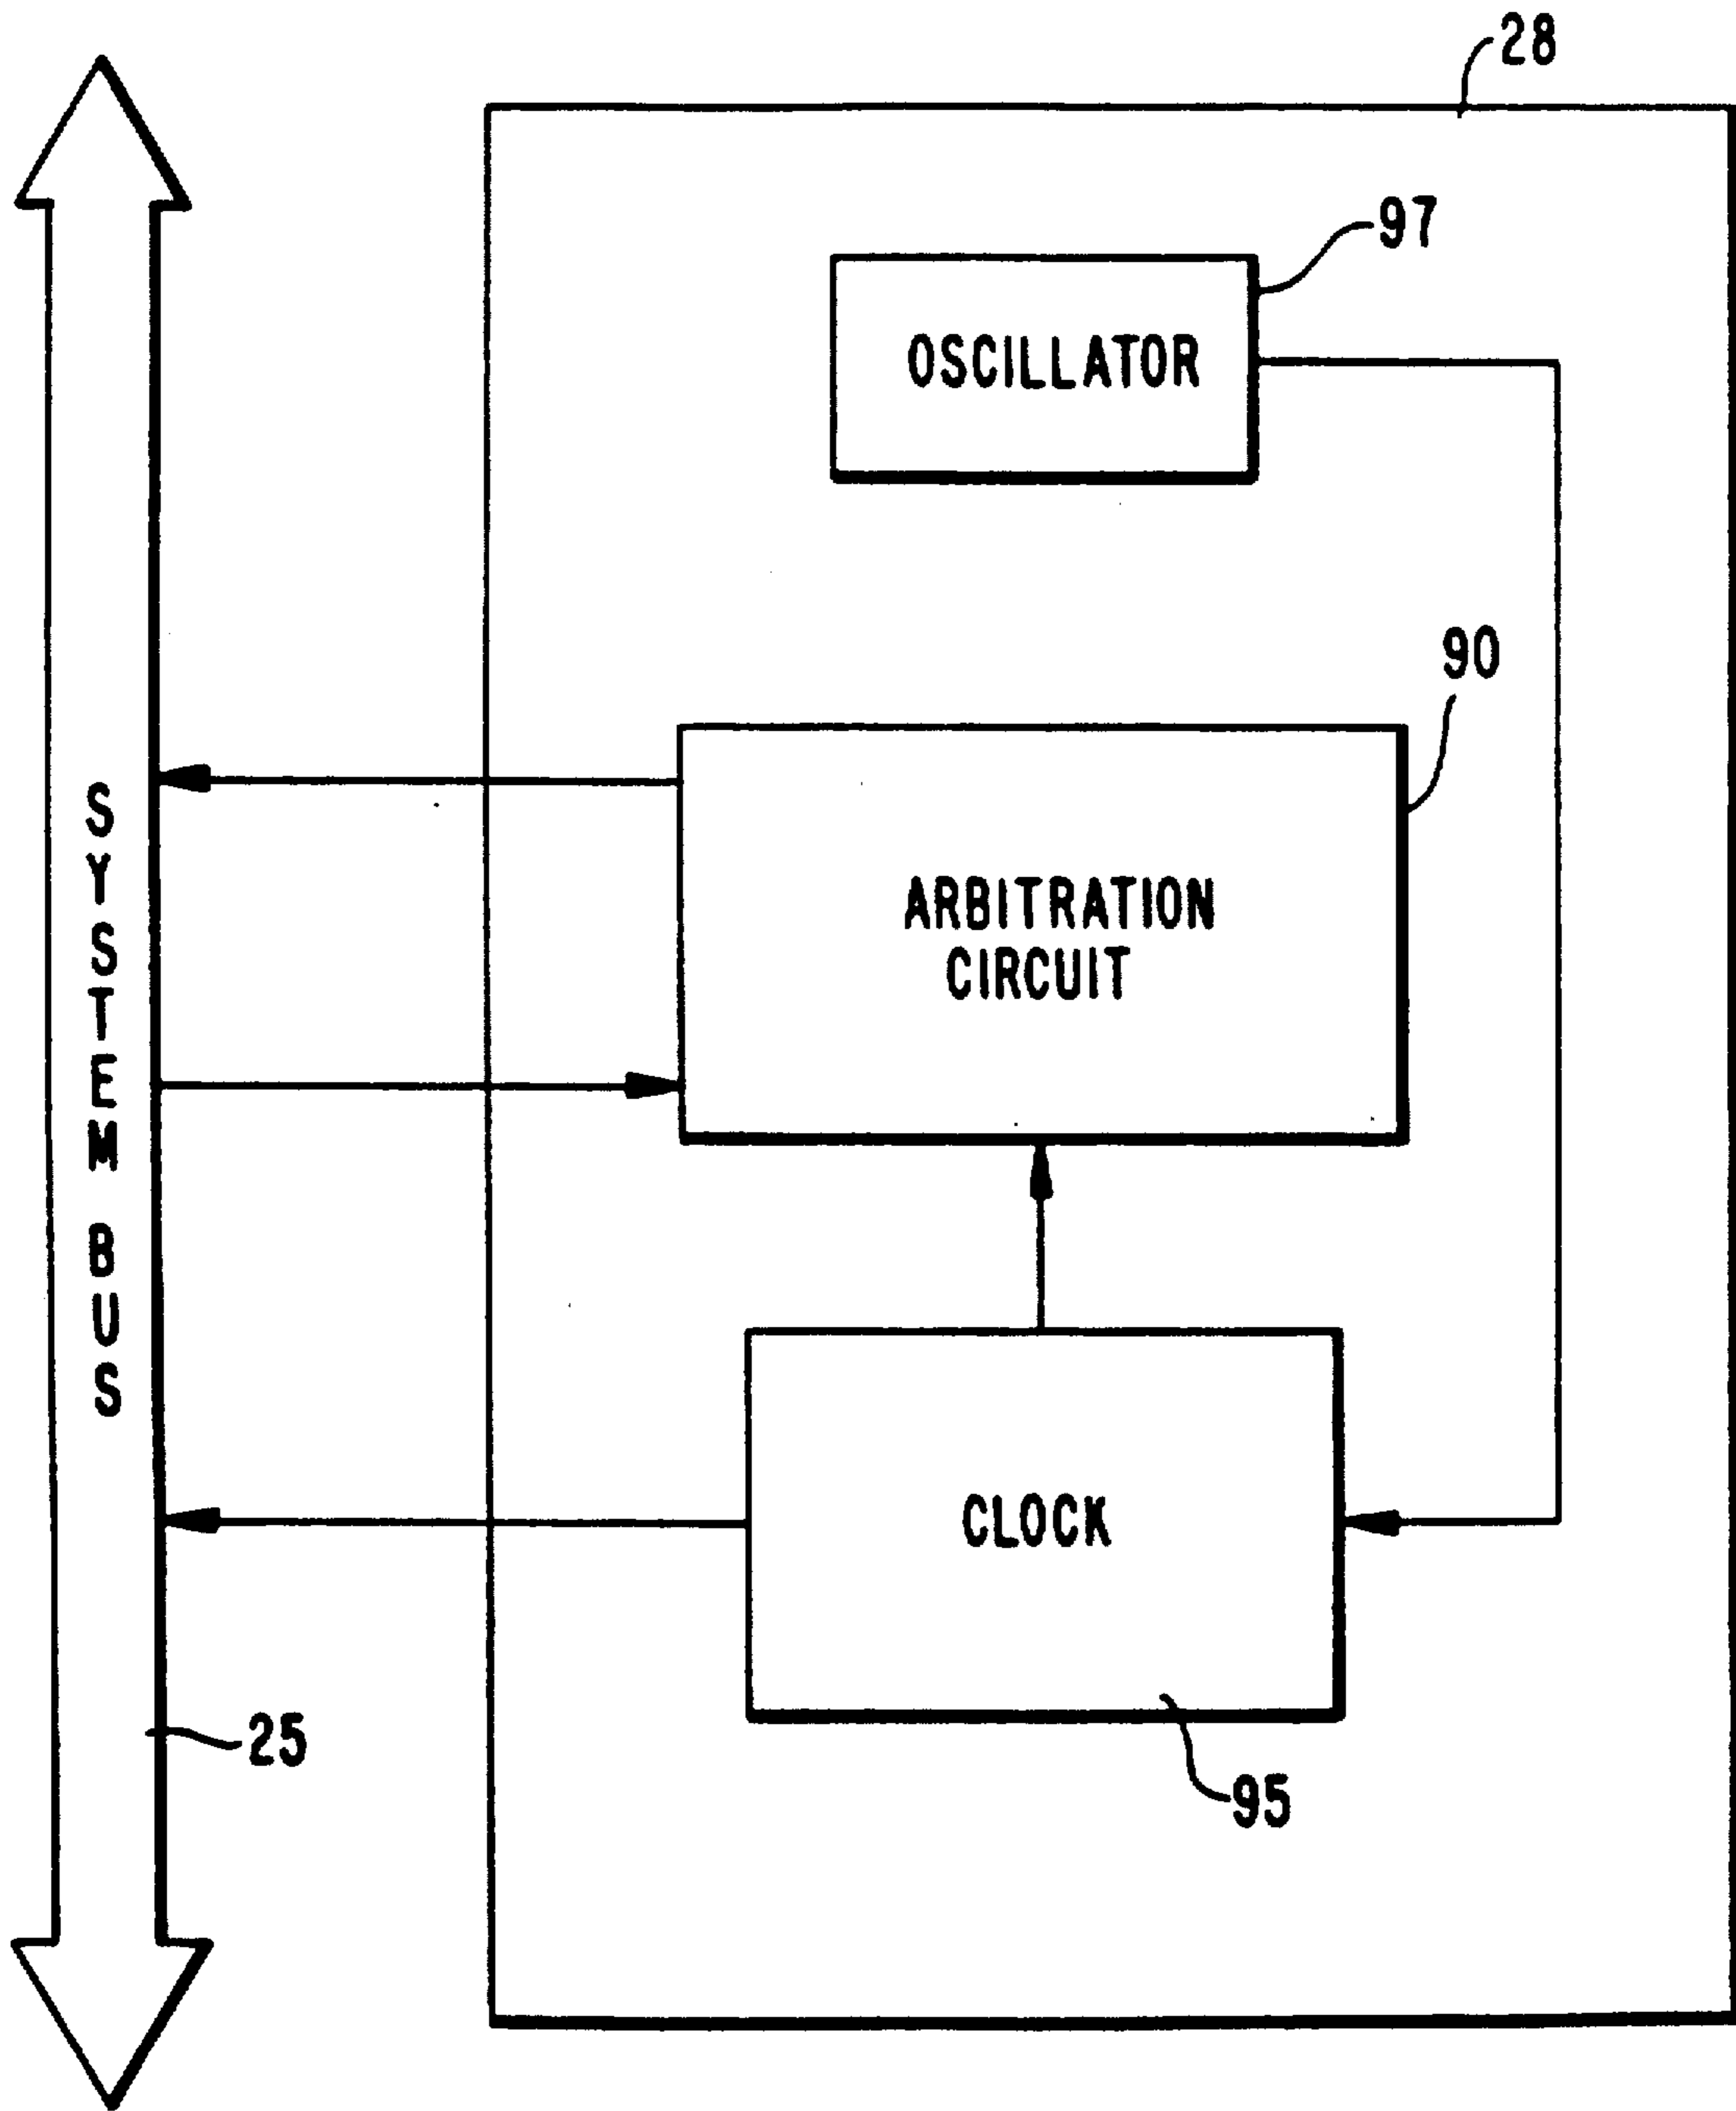 28
97
OSCILLATOR
90
ARBITRATION
CIRCUIT
SYSTEM BUS
CLOCK
25
95